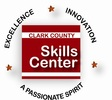 EXCELLENCE
INNOVATION
CLARK COUNTY
Skills
Center
A PASSIONATE SPIRIT